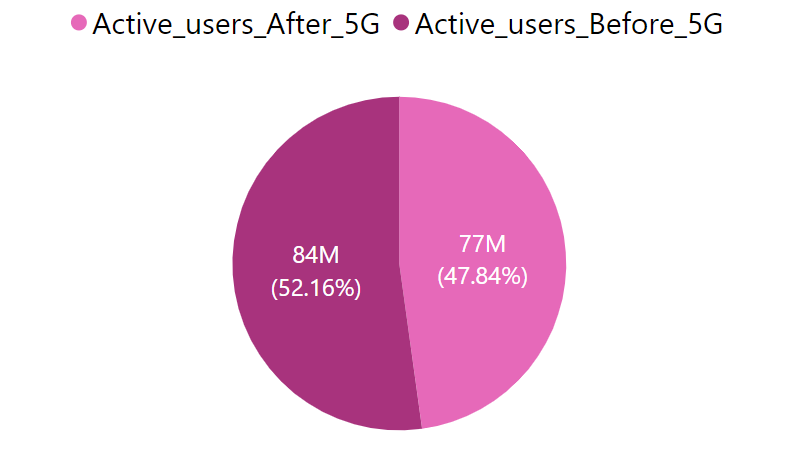 Active_users_After_5G Active_users_Before_5G
77M
(47.84%)
84M
(52.16%)